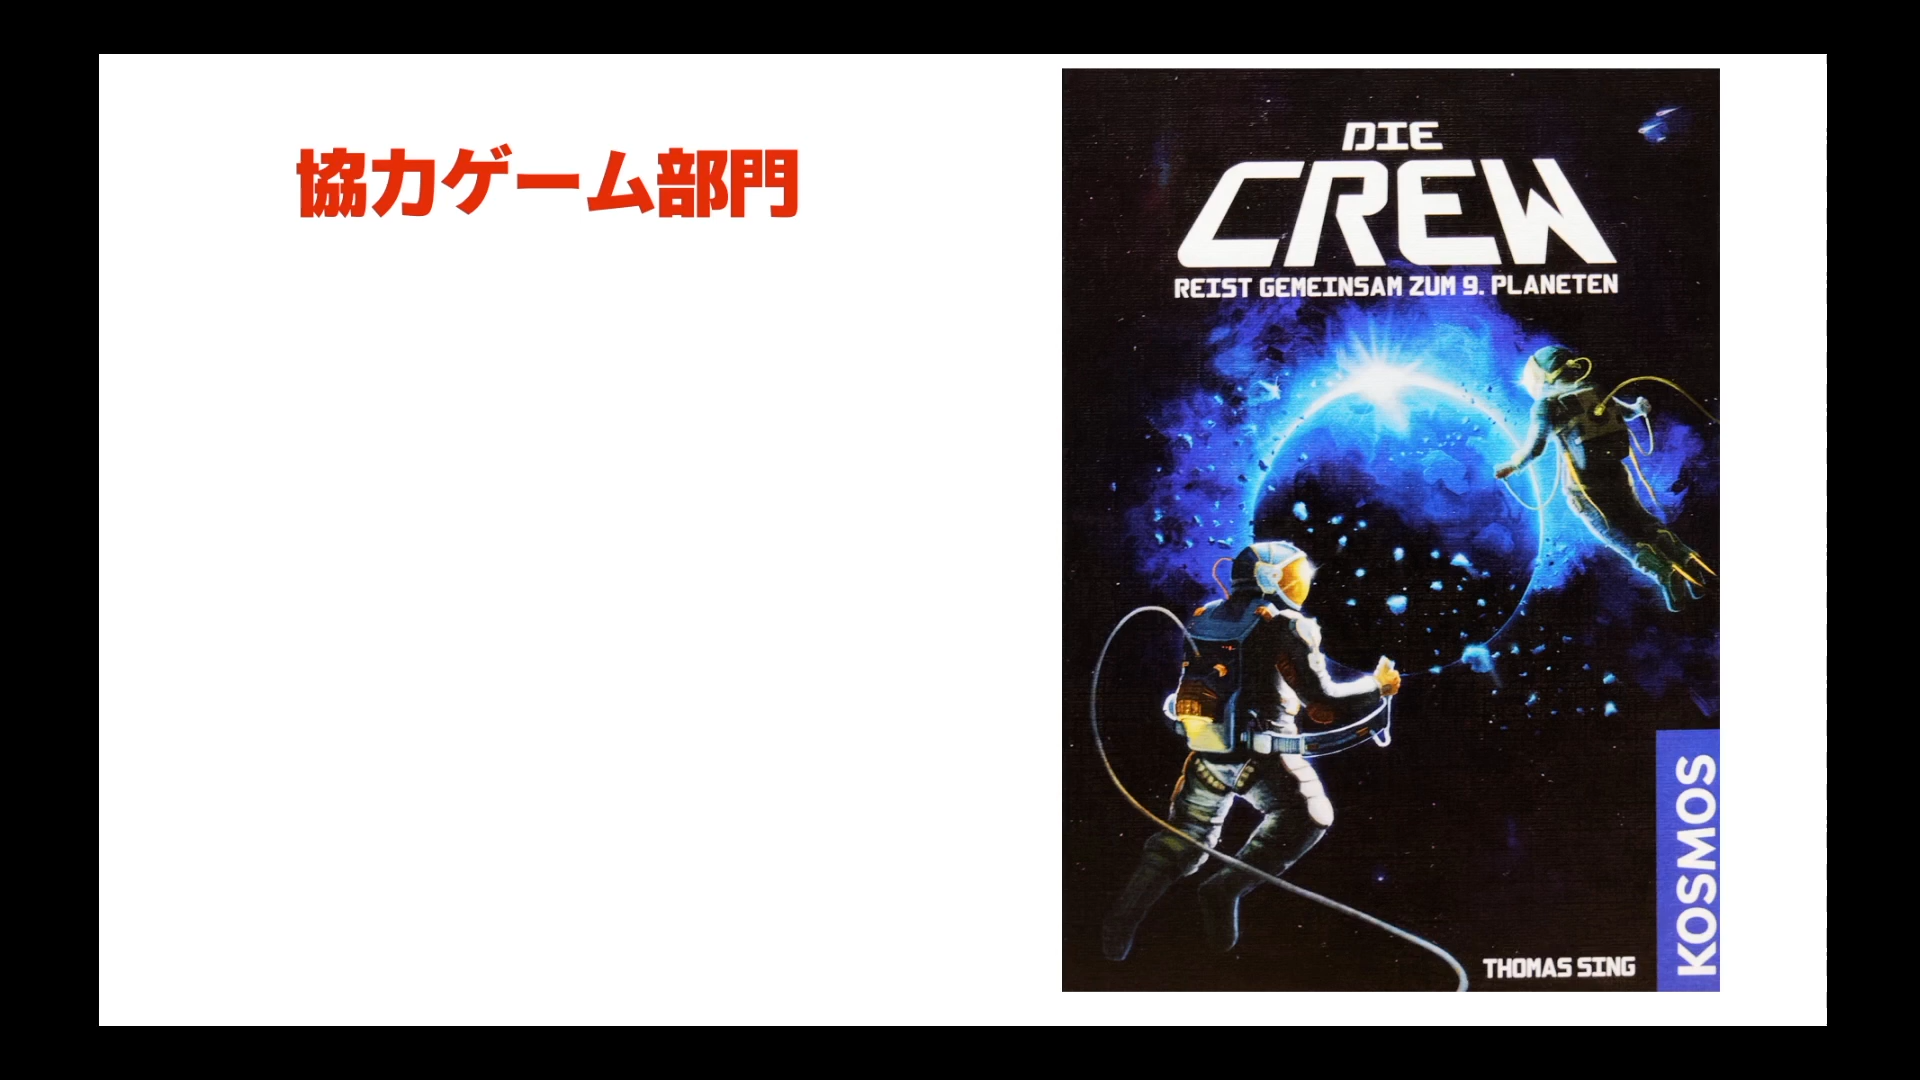 協力ゲーム部門
DIE
CREW
REIST GEMEINSAM ZUM 9. PLANETEN
KOSMOS
THOMAS SING